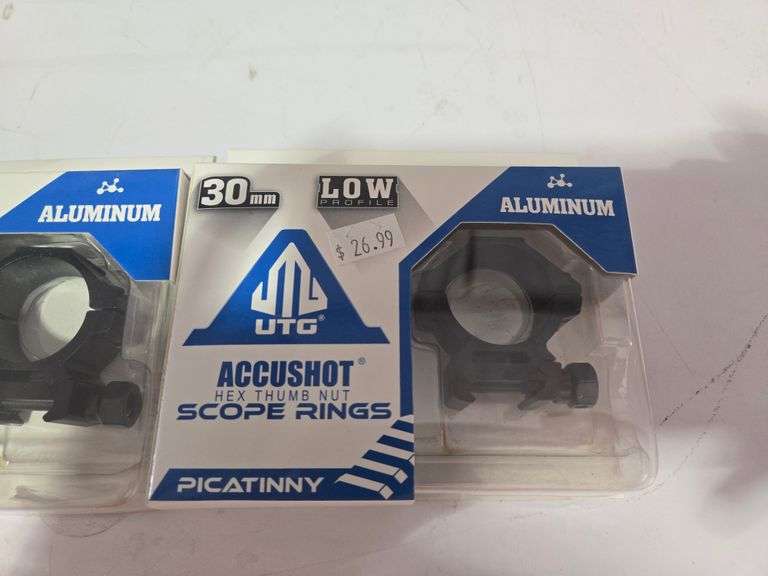 ALUMINUM
30mm
LOW
PROFILE
ALUMINUM
$ 26.99
UTG®
ACCUSHOT®
HEX THUMB NUT
SCOPE RINGS
PICATINNY